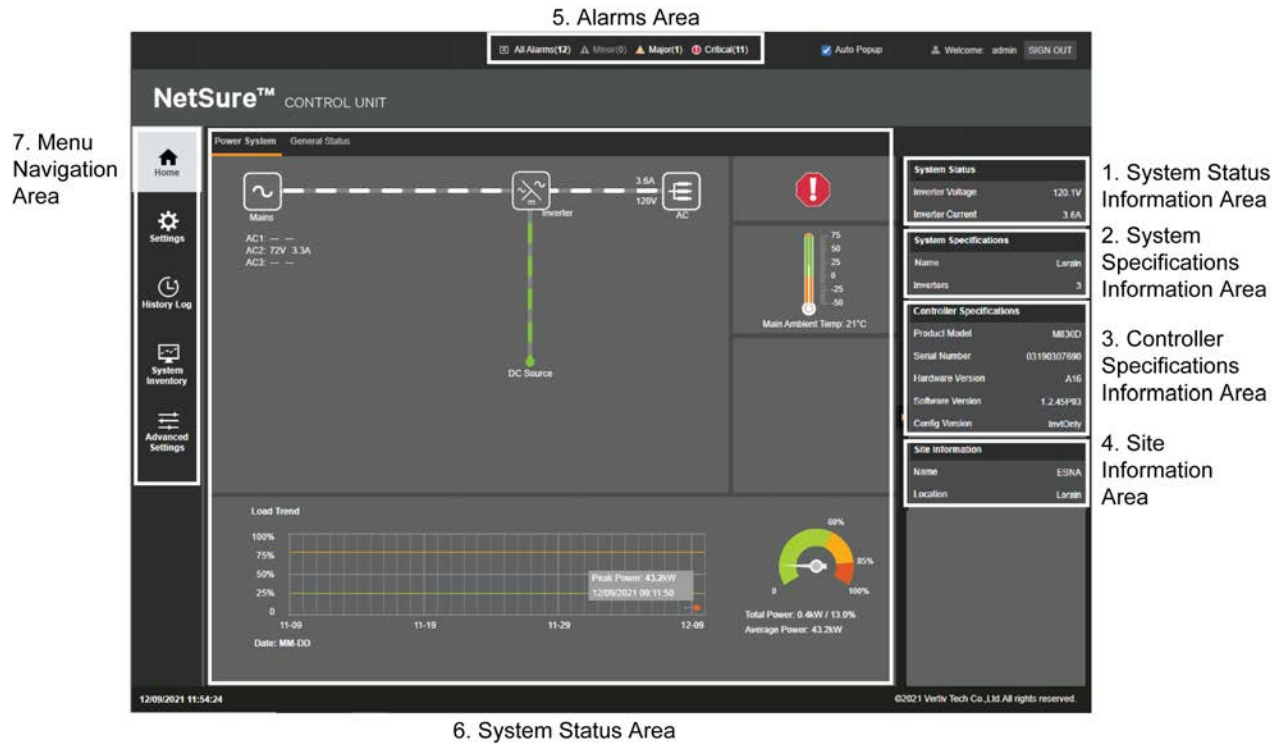 5. Alarms Area
All Alarms(12) Minor(0) Major(1) Critical(11) Auto Popup Welcome: admin SIGN OUT
NetSure™ CONTROL UNIT
7. Menu
Navigation
Area
Home
Settings
History Log
System
Inventory
Advanced
Settings
Power System General Status
Mains
AC1: — —
AC2: 72V 3.3A
AC3: — —
Inverter
3.6A
120V
AC
DC Source
75
50
25
0
-25
-50
Main Ambient Temp: 21°C
System Status
Inverter Voltage 120.1V
Inverter Current 3.6A
System Specifications
Name Lorain
Inverters 3
Controller Specifications
Product Model M830D
Serial Number 03190307690
Hardware Version A16
Software Version 1.2.45P03
Config Version InvtOnly
Site Information
Name ESNA
Location Lorain
1. System Status
Information Area
2. System
Specifications
Information Area
3. Controller
Specifications
Information Area
4. Site
Information
Area
Load Trend
100%
75%
50%
25%
0
11-09 11-19 11-29 12-09
Date: MM-DD
Peak Power: 43.2kW
12/09/2021 09:11:50
60%
85%
0 100%
Total Power: 0.4kW / 13.0%
Average Power: 43.2kW
12/09/2021 11:54:24
©2021 Vertiv Tech Co.,Ltd.All rights reserved.
6. System Status Area